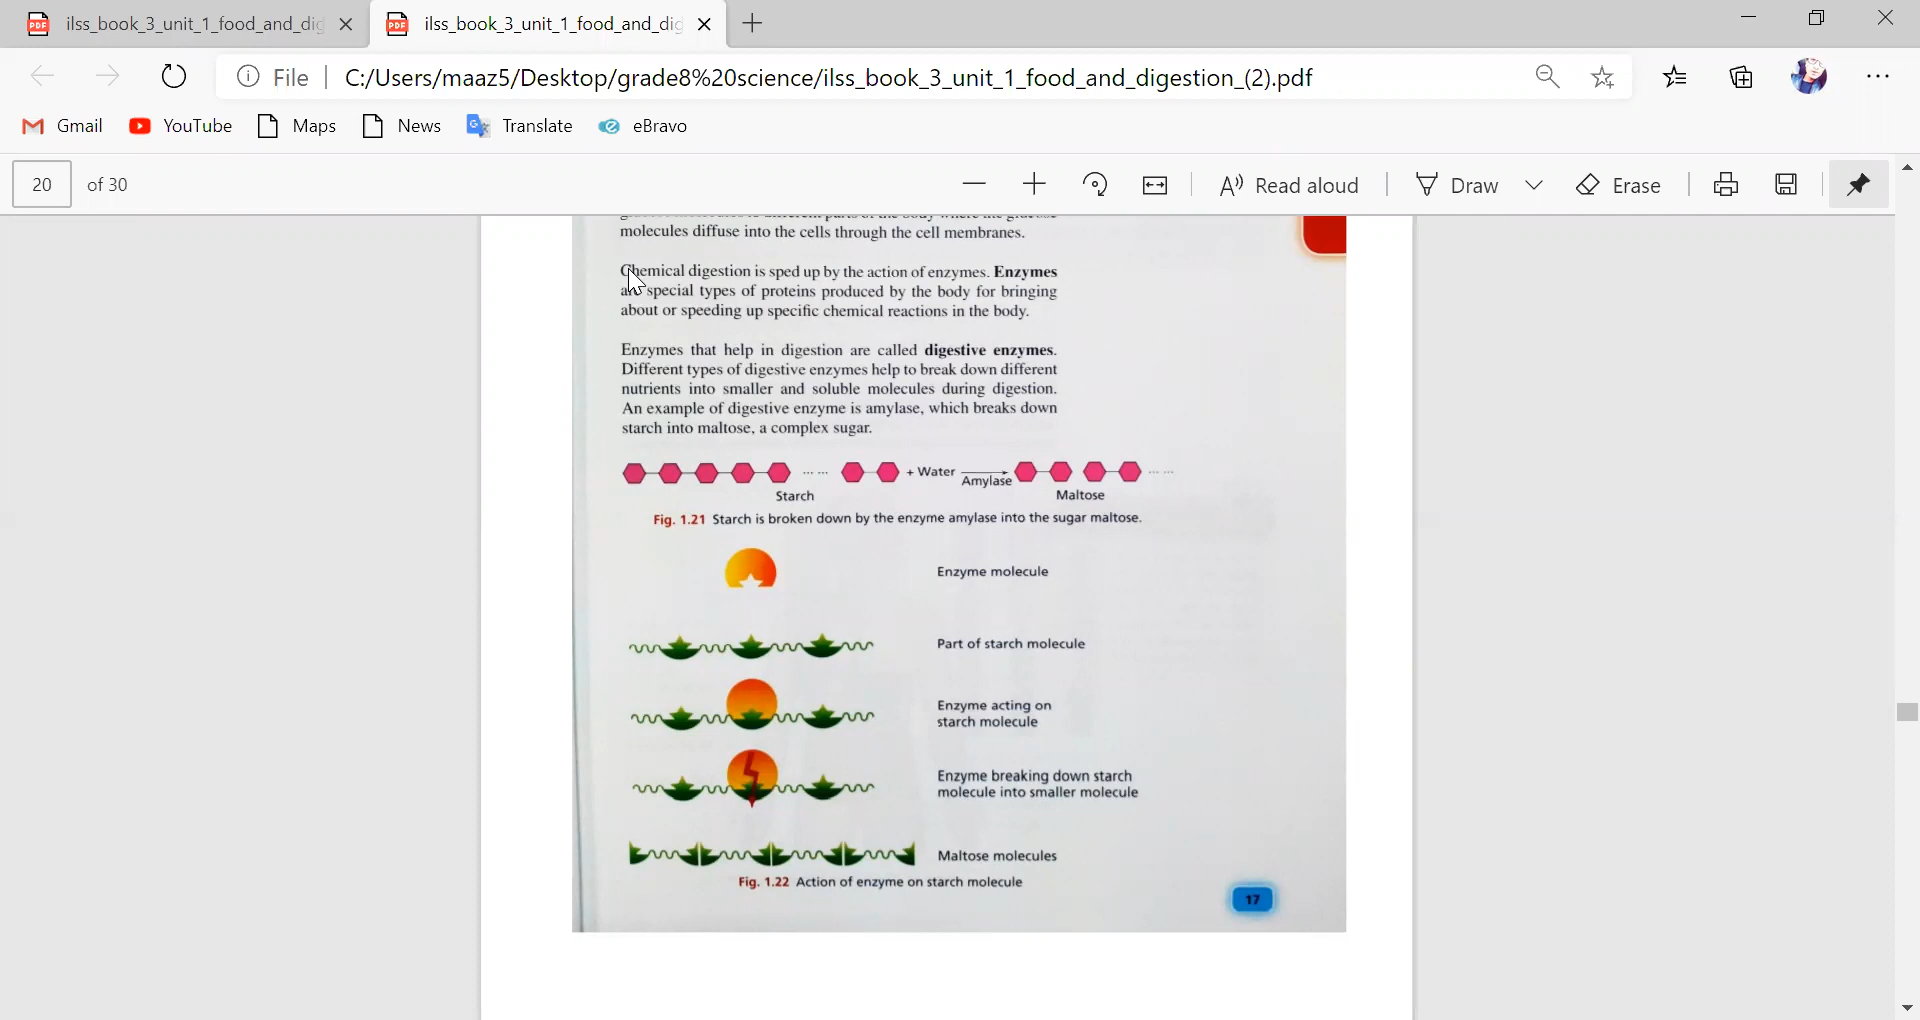 ilss_book_3_unit_1_food_and_dig
ilss_book_3_unit_1_food_and_dig
File C:/Users/maaz5/Desktop/grade8%20science/ilss_book_3_unit_1_food_and_digestion_(2).pdf
Gmail YouTube Maps News Translate eBravo
20 of 30 Read aloud Draw Erase
molecules diffuse into the cells through the cell membranes.
Chemical digestion is sped up by the action of enzymes. Enzymes
are special types of proteins produced by the body for bringing
about or speeding up specific chemical reactions in the body.
Enzymes that help in digestion are called digestive enzymes.
Different types of digestive enzymes help to break down different
nutrients into smaller and soluble molecules during digestion.
An example of digestive enzyme is amylase, which breaks down
starch into maltose, a complex sugar.
+ Water
Amylase
Starch Maltose
Fig. 1.21 Starch is broken down by the enzyme amylase into the sugar maltose.
Enzyme molecule
Part of starch molecule
Enzyme acting on
starch molecule
Enzyme breaking down starch
molecule into smaller molecule
Maltose molecules
Fig. 1.22 Action of enzyme on starch molecule
17